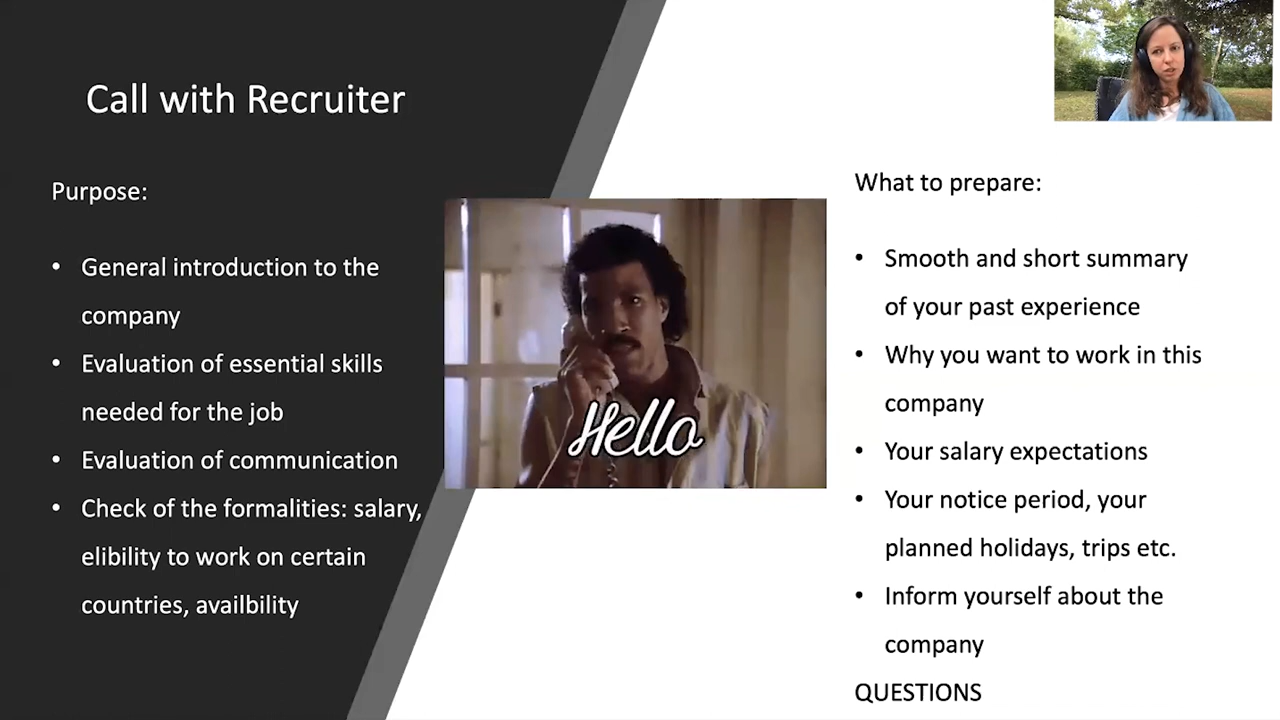 Call with Recruiter
Purpose:
• General introduction to the
company
• Evaluation of essential skills
needed for the job
• Evaluation of communication
• Check of the formalities: salary,
elibility to work on certain
countries, availbility
Hello
What to prepare:
• Smooth and short summary
of your past experience
• Why you want to work in this
company
• Your salary expectations
• Your notice period, your
planned holidays, trips etc.
• Inform yourself about the
company
QUESTIONS